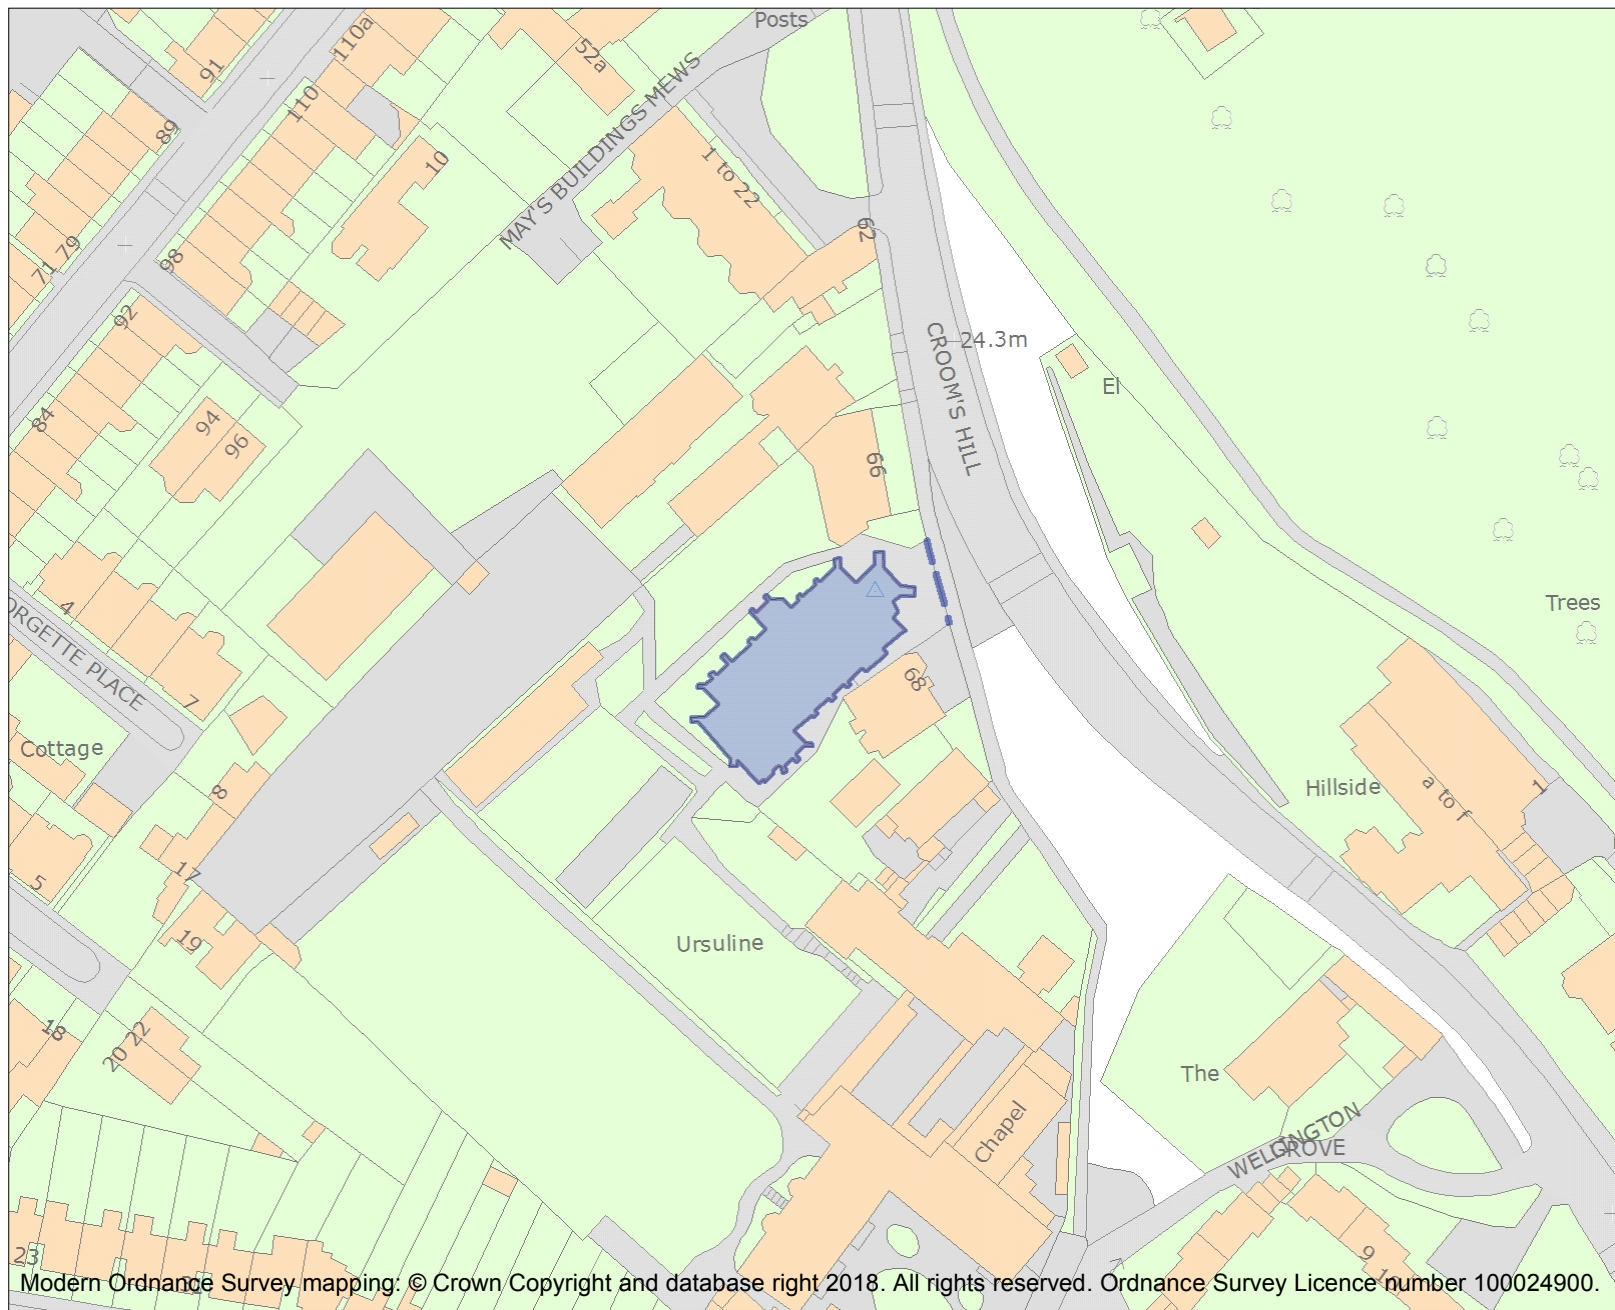 Posts
110a
91
52a
110
89
10
MAY'S BUILDINGS MEWS
1 to 22
62
71 79
98
92
CROOM'S HILL
24.3m
El
84
94
96
66
4
ORGETTE PLACE
7
Trees
68
Cottage
8
Hillside
a to f
1
17
5
19
Ursuline
18
20 22
The
Chapel
WELLINGTON
GROVE
23
9
10
Modern Ordnance Survey mapping: © Crown Copyright and database right 2018. All rights reserved. Ordnance Survey Licence number 100024900.